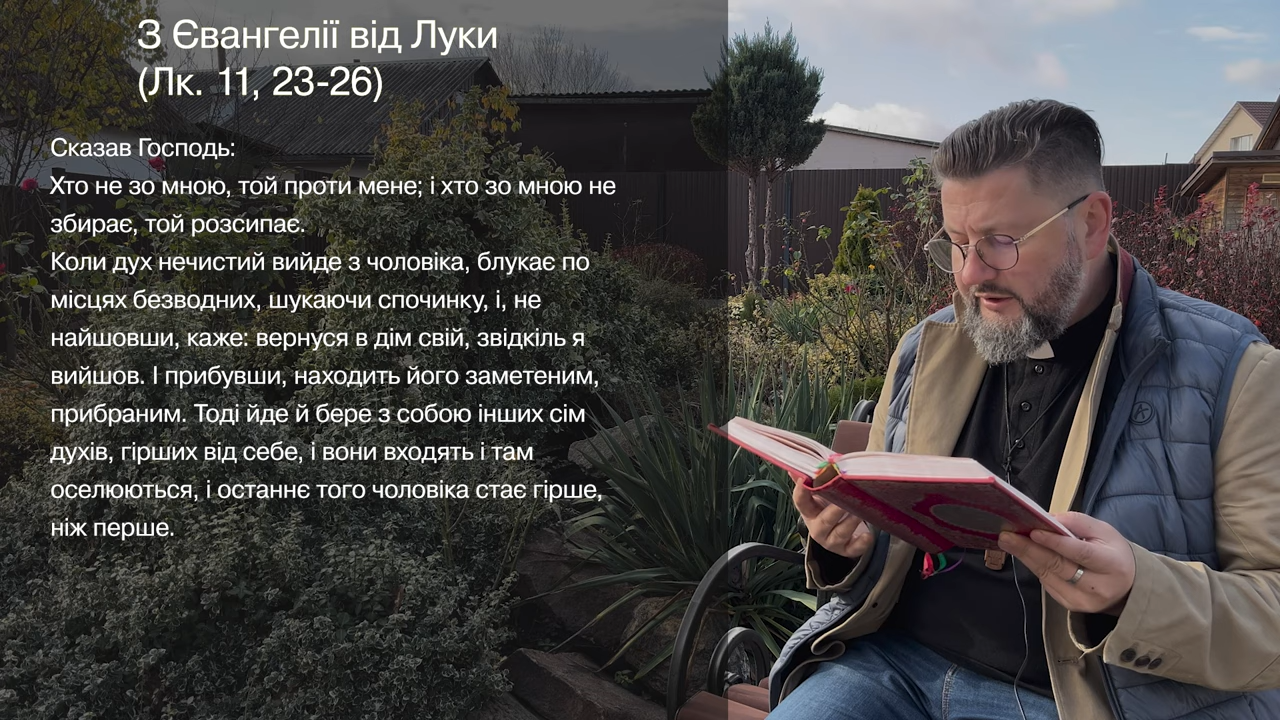 З Євангелії від Луки
(Лк. 11, 23-26)
Сказав Господь:
Хто не зо мною, той проти мене; і хто зо мною не
збирає, той розсипає.
Коли дух нечистий вийде з чоловіка, блукає по
місцях безводних, шукаючи спочинку, і, не
найшовши, каже: вернуся в дім свій, звідкіль я
вийшов. І прибувши, находить його заметеним,
прибраним. Тоді йде й бере з собою інших сім
духів, гірших від себе, і вони входять і там
оселюються, і останнє того чоловіка стає гірше,
ніж перше.